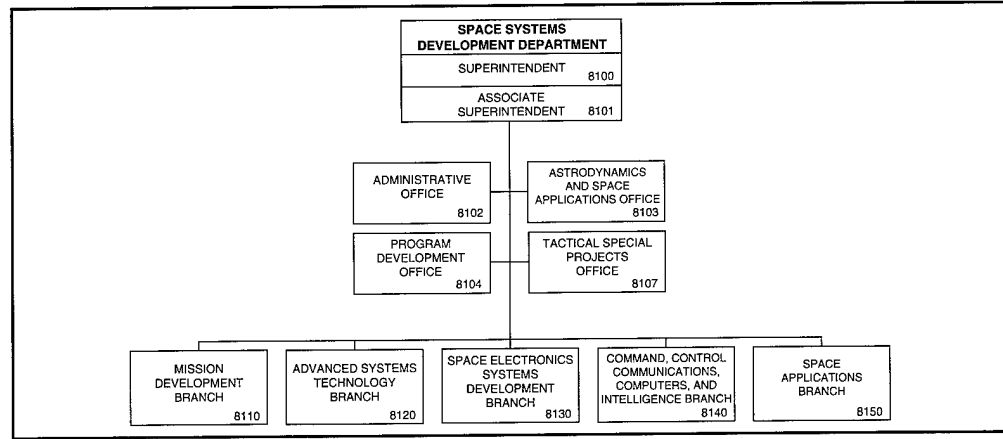 SPACE SYSTEMS
DEVELOPMENT DEPARTMENT
SUPERINTENDENT
8100
ASSOCIATE
SUPERINTENDENT
8101
ADMINISTRATIVE
OFFICE
8102
ASTRODYNAMICS
AND SPACE
APPLICATIONS OFFICE
8103
PROGRAM
DEVELOPMENT
OFFICE
8104
TACTICAL SPECIAL
PROJECTS
OFFICE
8107
MISSION
DEVELOPMENT
BRANCH
8110
ADVANCED SYSTEMS
TECHNOLOGY
BRANCH
8120
SPACE ELECTRONICS
SYSTEMS
DEVELOPMENT
BRANCH
8130
COMMAND, CONTROL
COMMUNICATIONS,
COMPUTERS, AND
INTELLIGENCE BRANCH
8140
SPACE
APPLICATIONS
BRANCH
8150